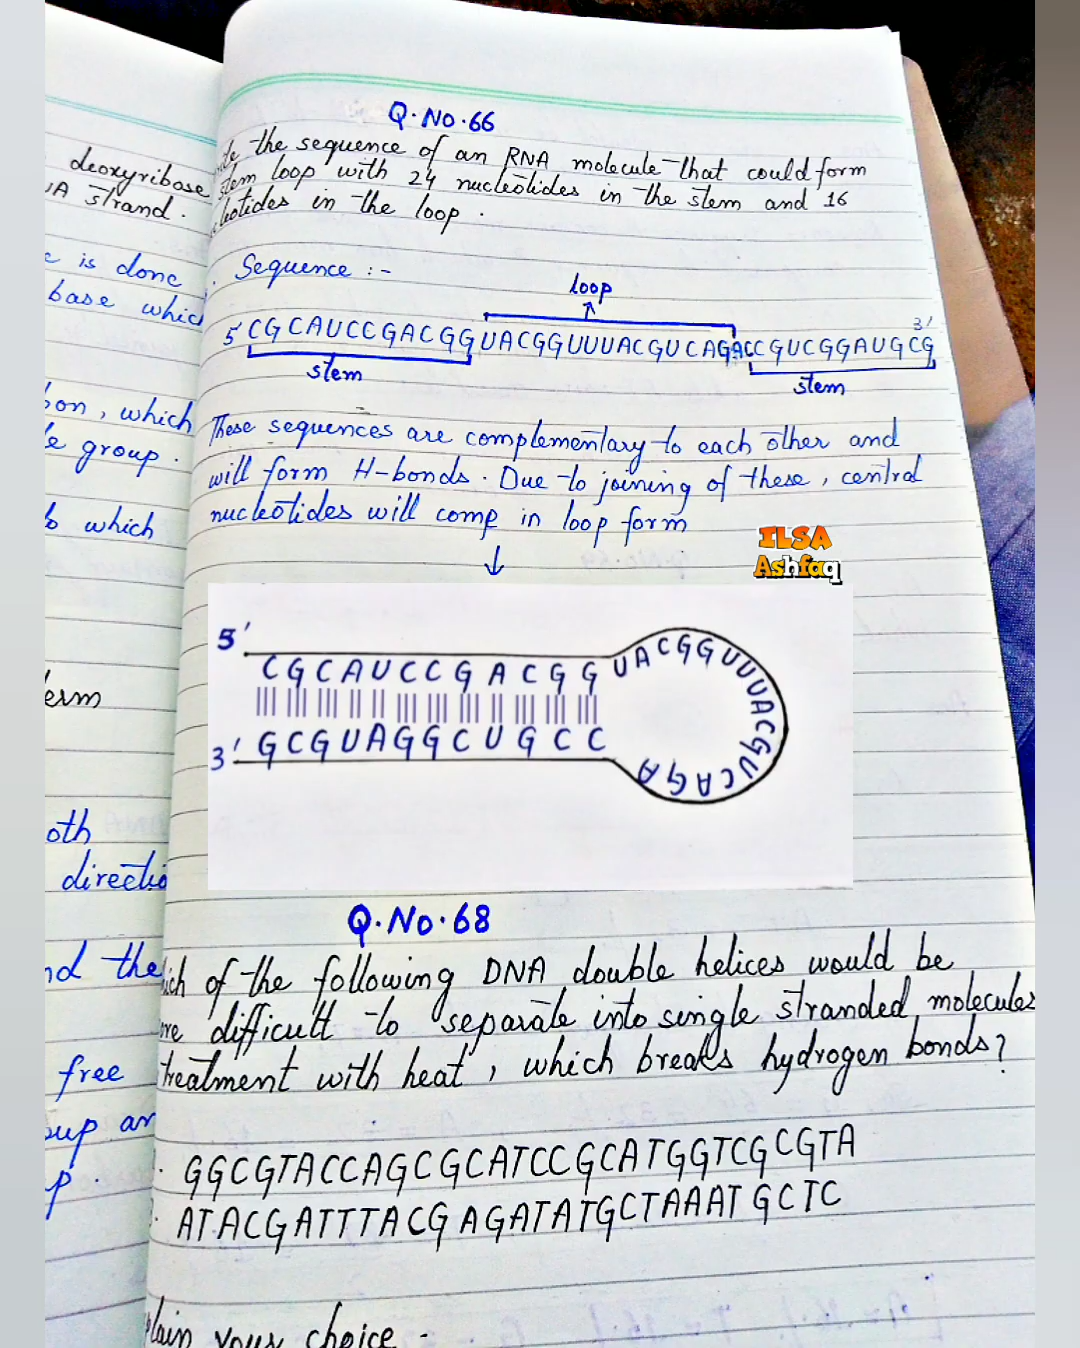 Q.No.66
the sequence of an RNA molecule that could form
stem loop with 24 nucleotides in the stem and 16
in the loop.
deoxyribose
strand.
is done
base
Sequence :-
loop
5' CGCAUCCGACGGUACGGUUUACGUCAGACCGUCGGAUGCG 3'
stem
stem
, which
group.
which
These sequences are complementary to each other and
will form H-bonds. Due to joining of these, central
nucleotides will come in loop form
↓
ILSA
Ashfaq
5'
CGCAUCCGACGG UACGGUUUACGUCAGA
3' GCGUAGGCUGCC
Q.No.68
of the following DNA double helices would be
difficult to separate into single stranded molecules
treatment with heat, which breaks hydrogen bonds?
the
free
GGCGTACCAGCGCATCCGCATGGTCGCGTA
ATACGATTTACGAGATATGCTAAATGCTC
your choice.